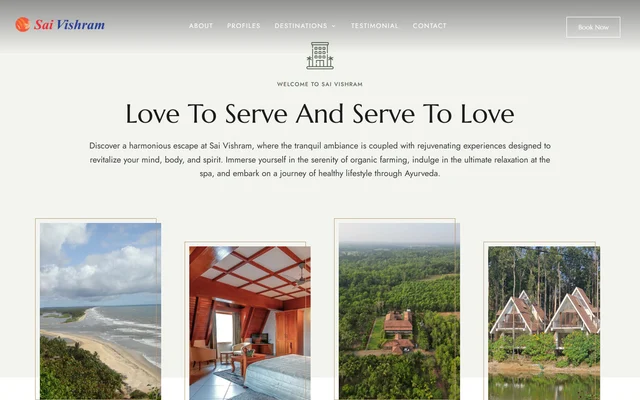 Sai Vishram
ABOUT PROFILES DESTINATIONS TESTIMONIAL CONTACT
Book Now
WELCOME TO SAI VISHRAM
Love To Serve And Serve To Love
Discover a harmonious escape at Sai Vishram, where the tranquil ambiance is coupled with rejuvenating experiences designed to
revitalize your mind, body, and spirit. Immerse yourself in the serenity of organic farming, indulge in the ultimate relaxation at the
spa, and embark on a journey of healthy lifestyle through Ayurveda.